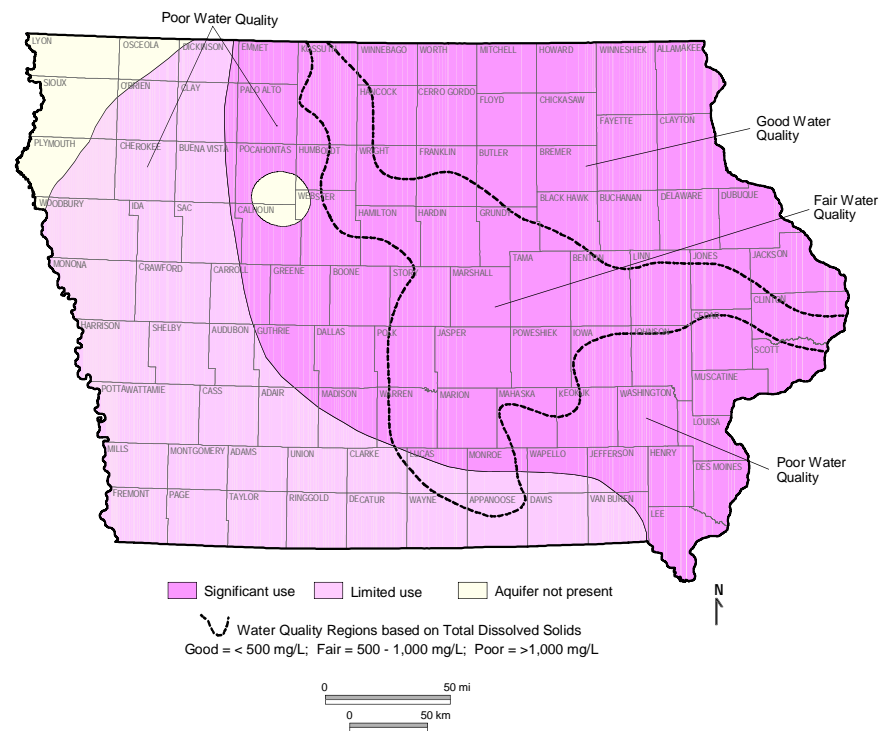 Poor Water Quality
LYON
OSCEOLA
DICKINSON
EMMET
KOSSUTH
WINNEBAGO
WORTH
MITCHELL
HOWARD
WINNESHIEK
ALLAMAKEE
SIOUX
O'BRIEN
CLAY
PALO ALTO
HANCOCK
CERRO GORDO
FLOYD
CHICKASAW
FAYETTE
CLAYTON
Good Water
Quality
PLYMOUTH
CHEROKEE
BUENA VISTA
POCAHONTAS
HUMBOLDT
WRIGHT
FRANKLIN
BUTLER
BREMER
WOODBURY
IDA
SAC
CALHOUN
WEBSTER
HAMILTON
HARDIN
GRUNDY
BLACK HAWK
BUCHANAN
DELAWARE
DUBUQUE
Fair Water
Quality
MONONA
CRAWFORD
CARROLL
GREENE
BOONE
STORY
MARSHALL
TAMA
BENTON
LINN
JONES
JACKSON
CLINTON
HARRISON
SHELBY
AUDUBON
GUTHRIE
DALLAS
POLK
JASPER
POWESHIEK
IOWA
JOHNSON
CEDAR
SCOTT
MUSCATINE
POTTAWATTAMIE
CASS
ADAIR
MADISON
WARREN
MARION
MAHASKA
KEOKUK
WASHINGTON
LOUISA
MILLS
MONTGOMERY
ADAMS
UNION
CLARKE
LUCAS
MONROE
WAPELLO
JEFFERSON
HENRY
DES MOINES
Poor Water
Quality
FREMONT
PAGE
TAYLOR
RINGGOLD
DECATUR
WAYNE
APPANOOSE
DAVIS
VAN BUREN
LEE
Significant use
Limited use
Aquifer not present
N
Water Quality Regions based on Total Dissolved Solids
Good = < 500 mg/L; Fair = 500 - 1,000 mg/L; Poor = >1,000 mg/L
0 50 mi
0 50 km